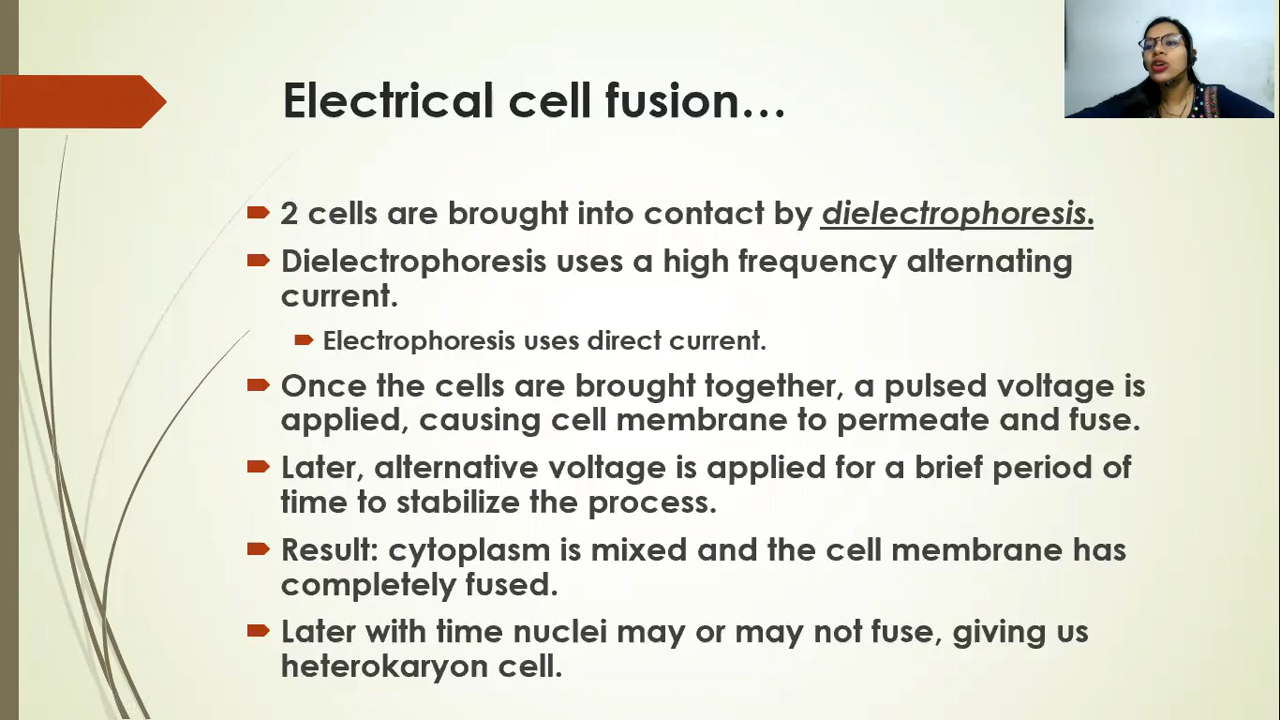 Electrical cell fusion…
2 cells are brought into contact by dielectrophoresis.
Dielectrophoresis uses a high frequency alternating
current.
Electrophoresis uses direct current.
Once the cells are brought together, a pulsed voltage is
applied, causing cell membrane to permeate and fuse.
Later, alternative voltage is applied for a brief period of
time to stabilize the process.
Result: cytoplasm is mixed and the cell membrane has
completely fused.
Later with time nuclei may or may not fuse, giving us
heterokaryon cell.